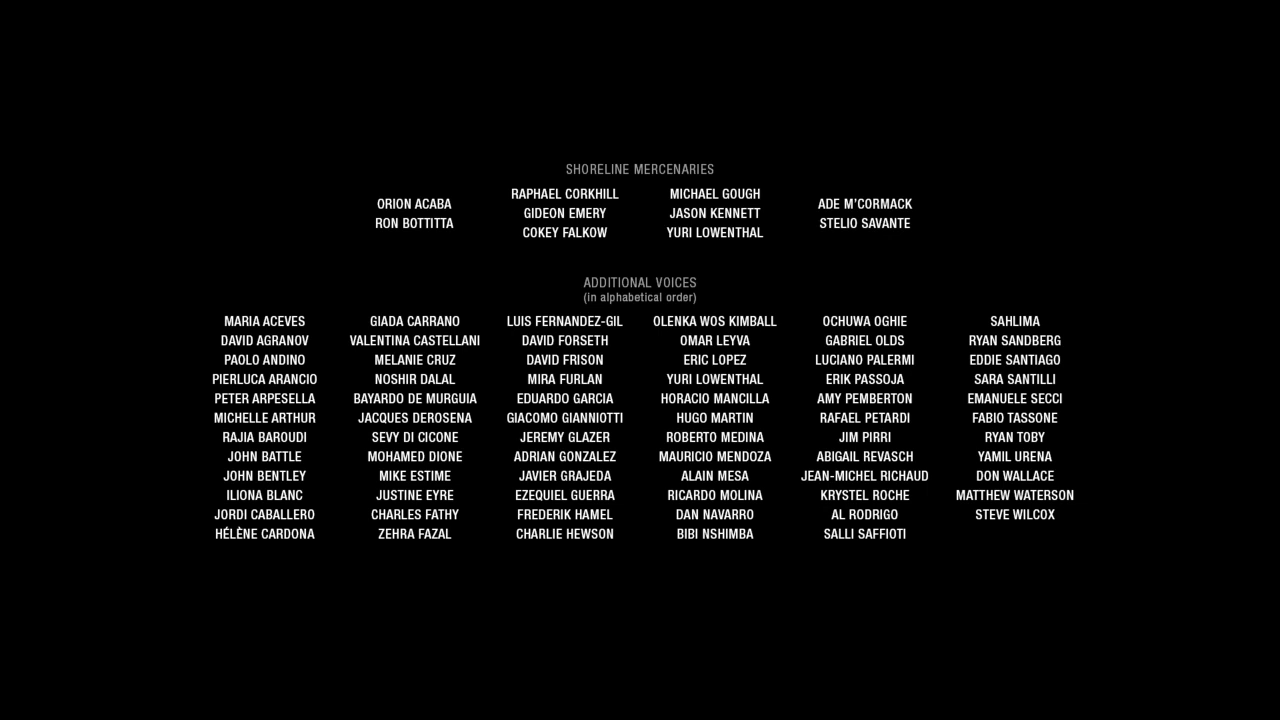 SHORELINE MERCENARIES
ORION ACABA
RON BOTTITTA
RAPHAEL CORKHILL
GIDEON EMERY
COKEY FALKOW
MICHAEL GOUGH
JASON KENNETT
YURI LOWENTHAL
ADE M'CORMACK
STELIO SAVANTE
ADDITIONAL VOICES
(in alphabetical order)
MARIA ACEVES
DAVID AGRANOV
PAOLO ANDINO
PIERLUCA ARANCIO
PETER ARPESELLA
MICHELLE ARTHUR
RAJIA BAROUDI
JOHN BATTLE
JOHN BENTLEY
ILIONA BLANC
JORDI CABALLERO
HÉLÈNE CARDONA
GIADA CARRANO
VALENTINA CASTELLANI
MELANIE CRUZ
NOSHIR DALAL
BAYARDO DE MURGUIA
JACQUES DEROSENA
SEVY DI CICONE
MOHAMED DIONE
MIKE ESTIME
JUSTINE EYRE
CHARLES FATHY
ZEHRA FAZAL
LUIS FERNANDEZ-GIL
DAVID FORSETH
DAVID FRISON
MIRA FURLAN
EDUARDO GARCIA
GIACOMO GIANNIOTTI
JEREMY GLAZER
ADRIAN GONZALEZ
JAVIER GRAJEDA
EZEQUIEL GUERRA
FREDERIK HAMEL
CHARLIE HEWSON
OLENKA WOS KIMBALL
OMAR LEYVA
ERIC LOPEZ
YURI LOWENTHAL
HORACIO MANCILLA
HUGO MARTIN
ROBERTO MEDINA
MAURICIO MENDOZA
ALAIN MESA
RICARDO MOLINA
DAN NAVARRO
BIBI NSHIMBA
OCHUWA OGHIE
GABRIEL OLDS
LUCIANO PALERMI
ERIK PASSOJA
AMY PEMBERTON
RAFAEL PETARDI
JIM PIRRI
ABIGAIL REVASCH
JEAN-MICHEL RICHAUD
KRYSTEL ROCHE
AL RODRIGO
SALLI SAFFIOTI
SAHLIMA
RYAN SANDBERG
EDDIE SANTIAGO
SARA SANTILLI
EMANUELE SECCI
FABIO TASSONE
RYAN TOBY
YAMIL URENA
DON WALLACE
MATTHEW WATERSON
STEVE WILCOX